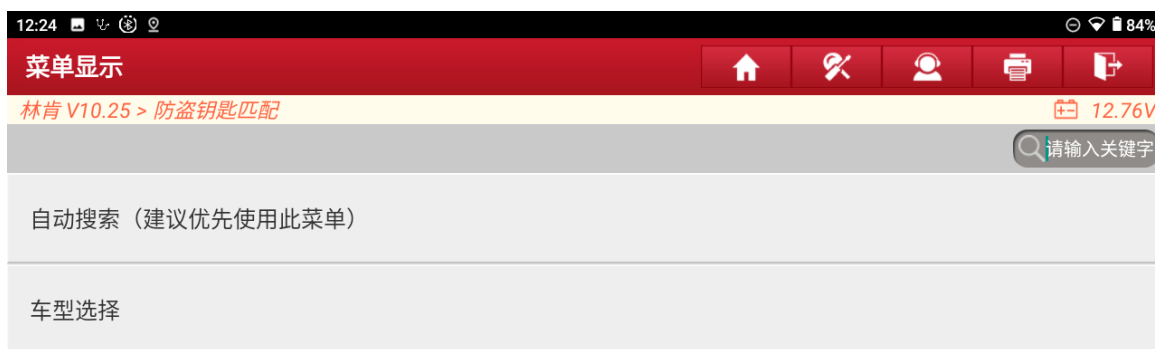 12:24 84%
菜单显示
林肯 V10.25 > 防盗钥匙匹配 12.76V
请输入关键字
自动搜索（建议优先使用此菜单）
车型选择